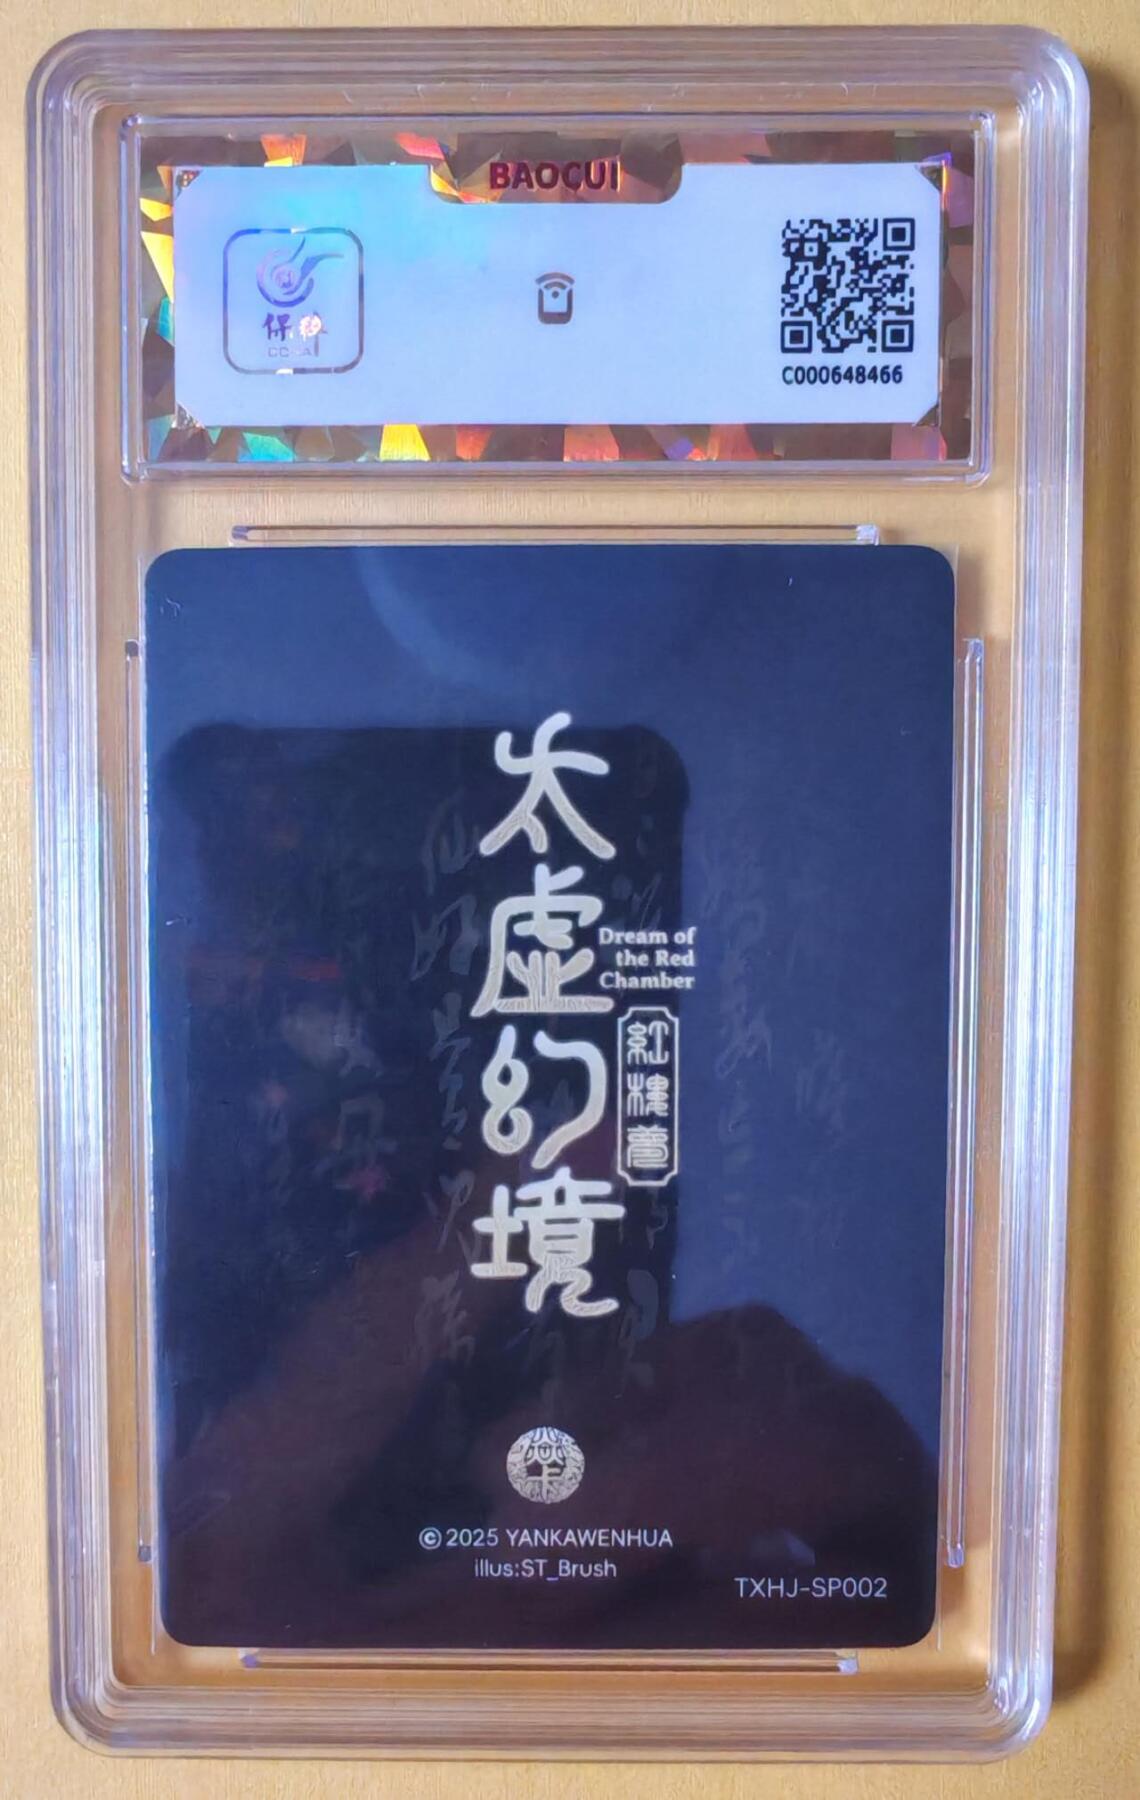 BAOCUI
保粹
C000648466
太虚幻境
Dream of
the Red
Chamber
紅樓夢
©2025 YANKAWENHUA
illus:ST_Brush
TXHJ-SP002